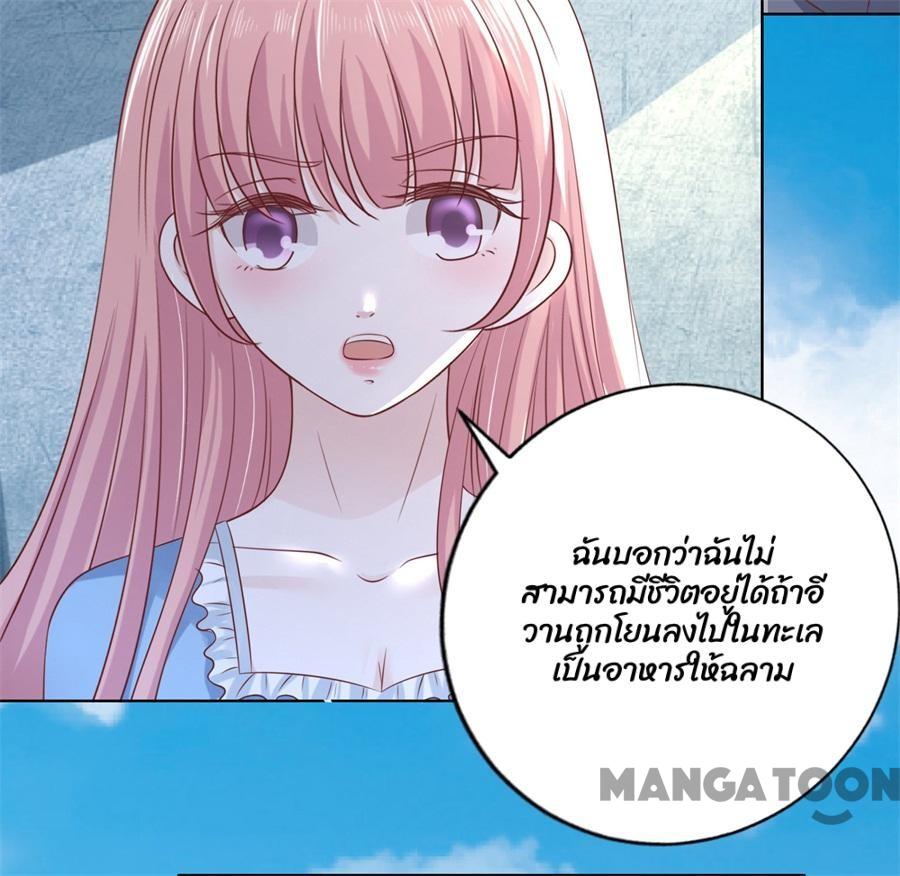 ฉันบอกว่าฉันไม่
สามารถมีชีวิตอยู่ได้ถ้าอี
วานถูกโยนลงไปในทะเล
เป็นอาหารให้ฉลาม
MANGATOON